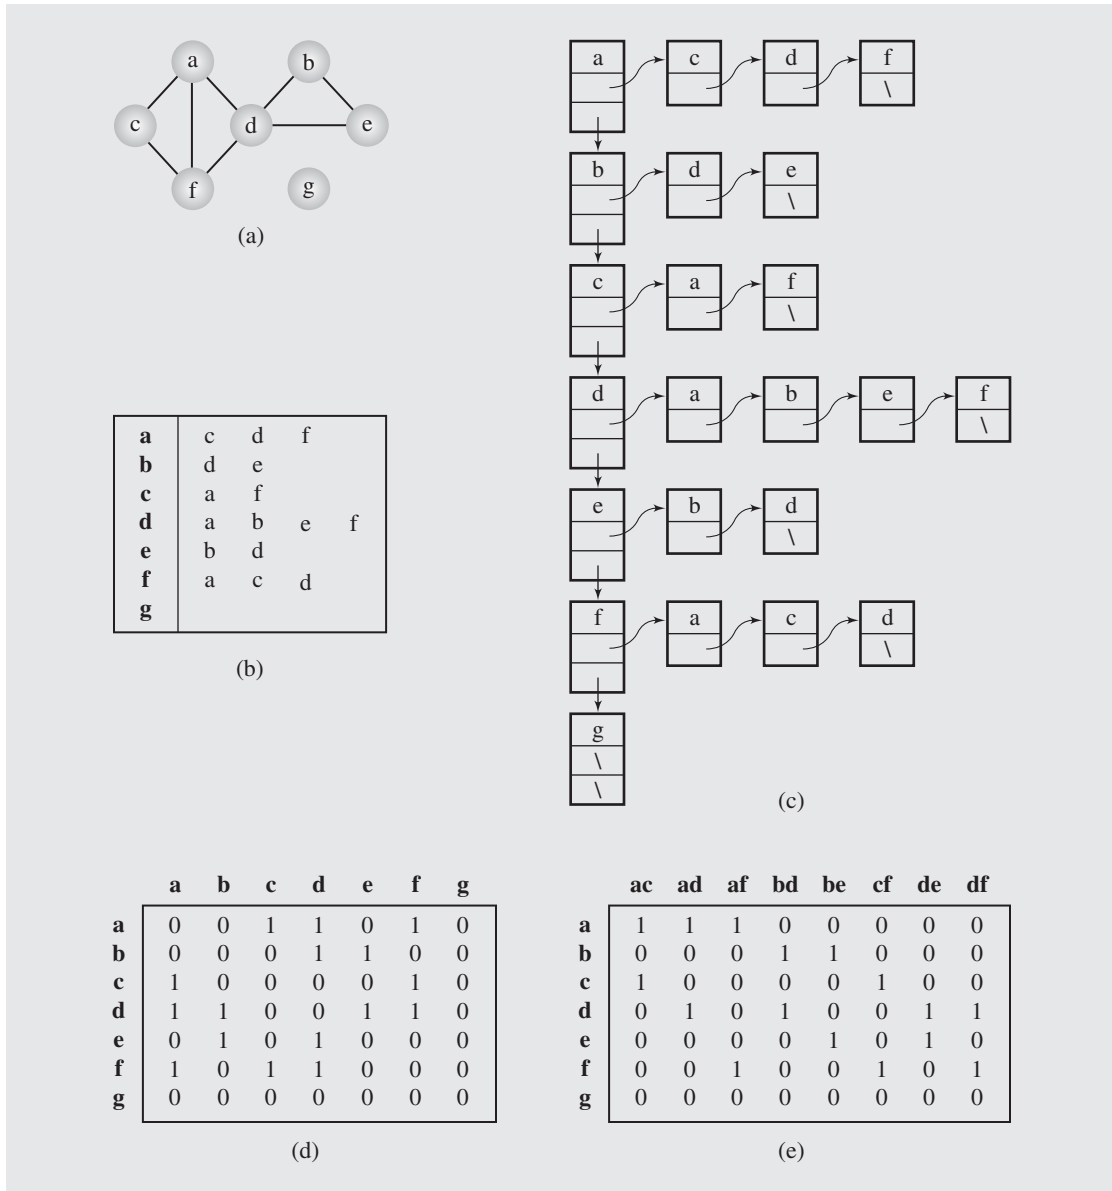 a b
c d e
f g
(a)
a c d f
\
b d e
\
c a f
\
d a b e f
\
e b d
\
f a c d
\
g
\
\
(c)
a c d f
b d e
c a f
d a b e f
e b d
f a c d
g
(b)
a b c d e f g
a 0 0 1 1 0 1 0
b 0 0 0 1 1 0 0
c 1 0 0 0 0 1 0
d 1 1 0 0 1 1 0
e 0 1 0 1 0 0 0
f 1 0 1 1 0 0 0
g 0 0 0 0 0 0 0
(d)
ac ad af bd be cf de df
a 1 1 1 0 0 0 0 0
b 0 0 0 1 1 0 0 0
c 1 0 0 0 0 1 0 0
d 0 1 0 1 0 0 1 1
e 0 0 0 0 1 0 1 0
f 0 0 1 0 0 1 0 1
g 0 0 0 0 0 0 0 0
(e)